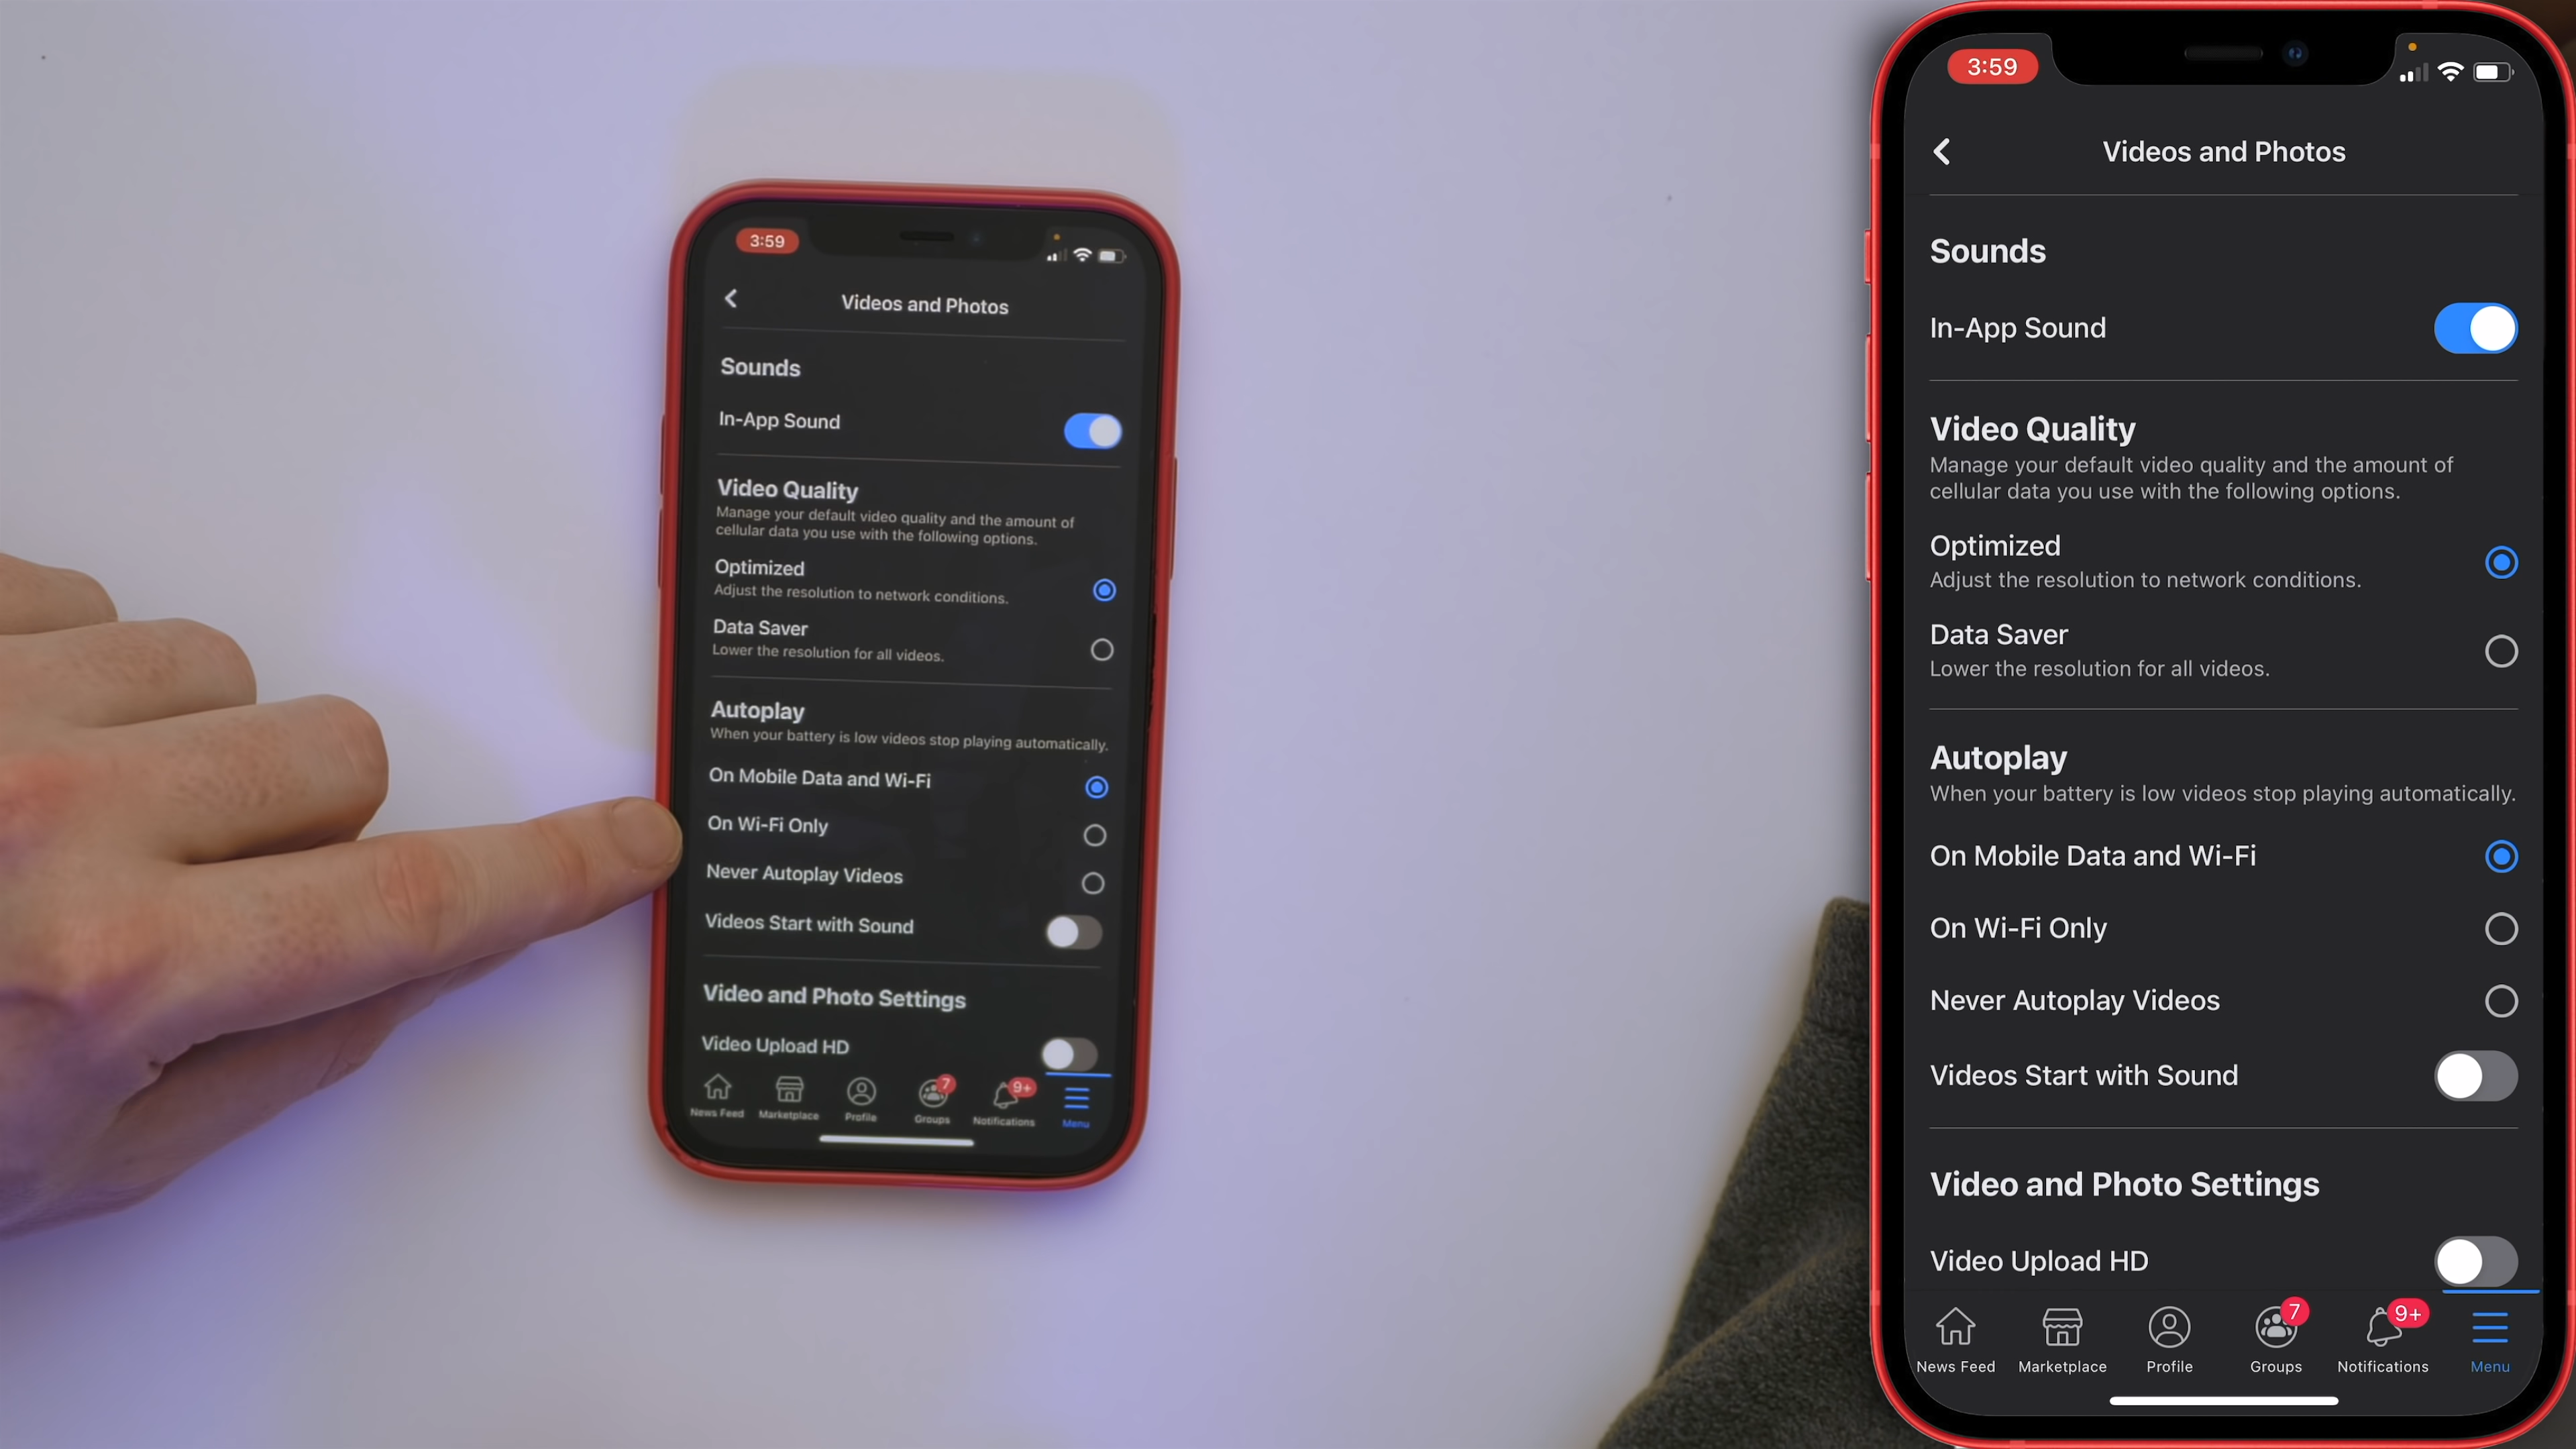 3:59
Videos and Photos
Sounds
In-App Sound
Video Quality
Manage your default video quality and the amount of
cellular data you use with the following options.
Optimized
Adjust the resolution to network conditions.
Data Saver
Lower the resolution for all videos.
Autoplay
When your battery is low videos stop playing automatically.
On Mobile Data and Wi-Fi
On Wi-Fi Only
Never Autoplay Videos
Videos Start with Sound
Video and Photo Settings
Video Upload HD
7 9+
News Feed Marketplace Profile Groups Notifications Menu
3:59
Videos and Photos
Sounds
In-App Sound
Video Quality
Manage your default video quality and the amount of
cellular data you use with the following options.
Optimized
Adjust the resolution to network conditions.
Data Saver
Lower the resolution for all videos.
Autoplay
When your battery is low videos stop playing automatically.
On Mobile Data and Wi-Fi
On Wi-Fi Only
Never Autoplay Videos
Videos Start with Sound
Video and Photo Settings
Video Upload HD
7 9+
News Feed Marketplace Profile Groups Notifications Menu